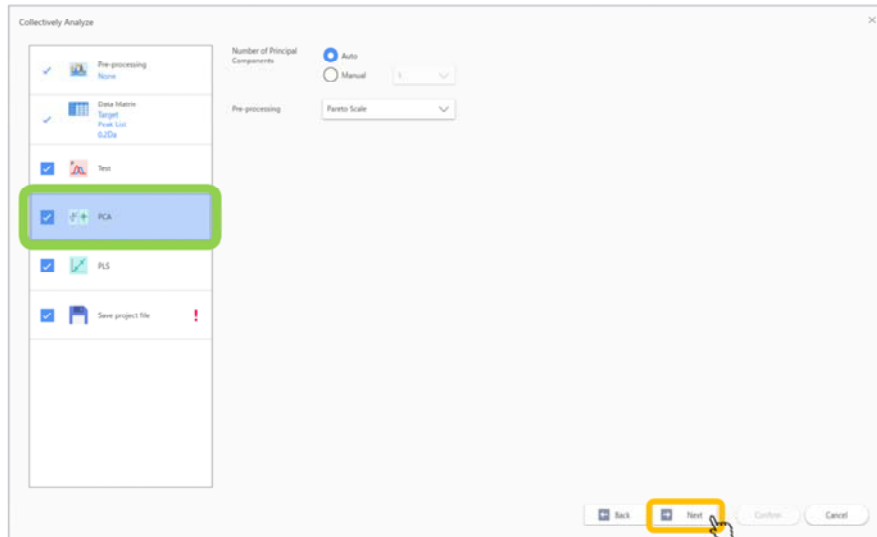 Collectively Analyze
Pre-processing
None
Data Matrix
Target
Peak List
0.2Da
Test
PCA
PLS
Save project file
!
Number of Principal
Components
Auto
Manual
Pre-processing
Pareto Scale
Back
Next
Confirm
Cancel